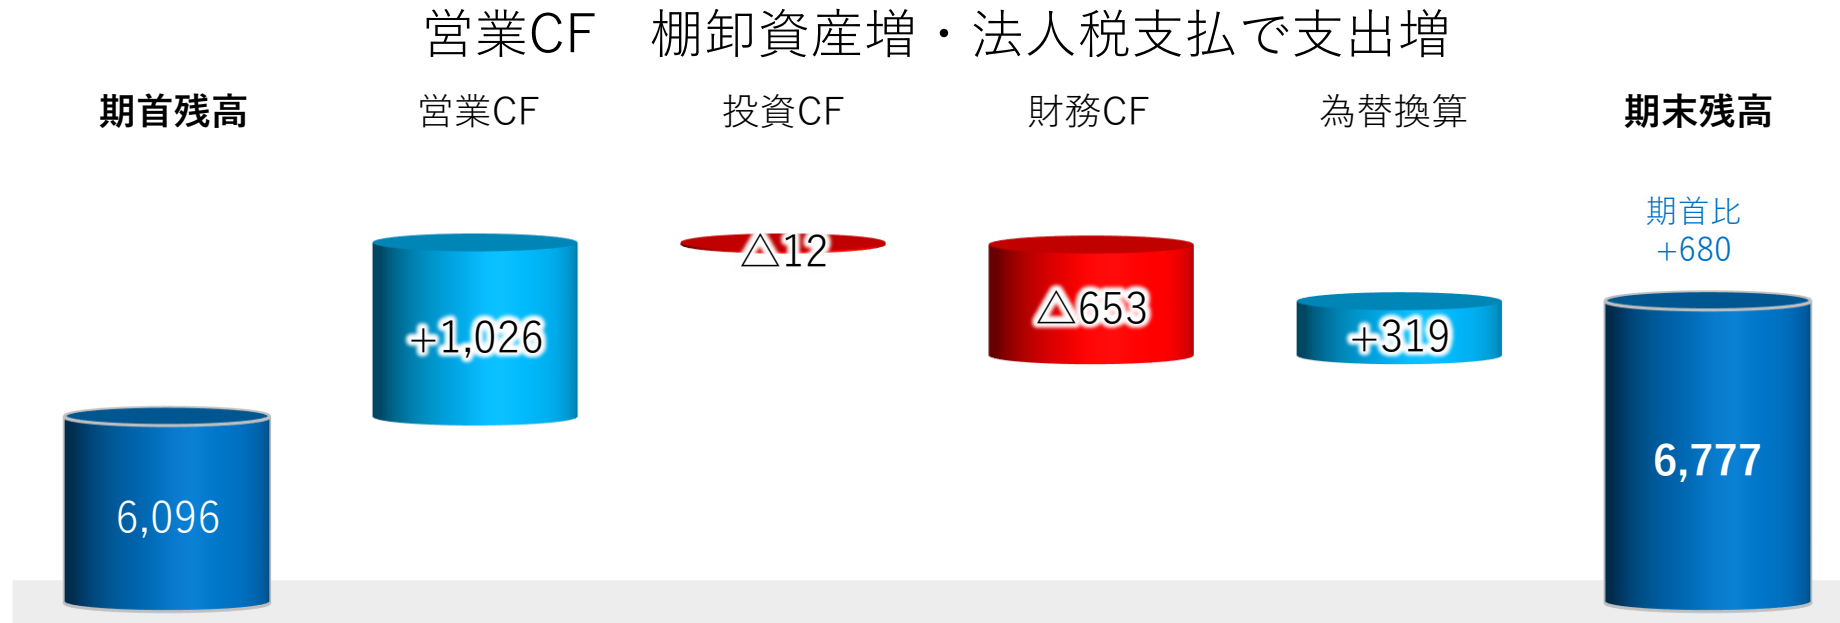 営業CF　棚卸資産増・法人税支払で支出増
期首残高
営業CF
投資CF
財務CF
為替換算
期末残高
期首比
+680
△12
+1,026
△653
+319
6,096
6,777